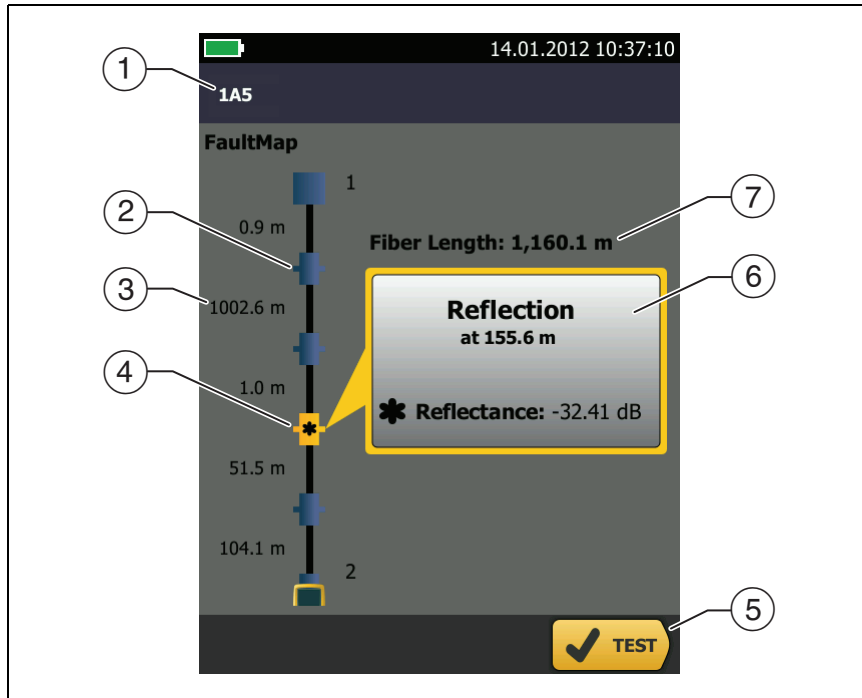 14.01.2012 10:37:10
1
1A5
FaultMap
1
2
0.9 m
7
Fiber Length: 1,160.1 m
3
1002.6 m
6
Reflection
at 155.6 m
4
1.0 m
✱ Reflectance: -32.41 dB
51.5 m
104.1 m
2
5
TEST